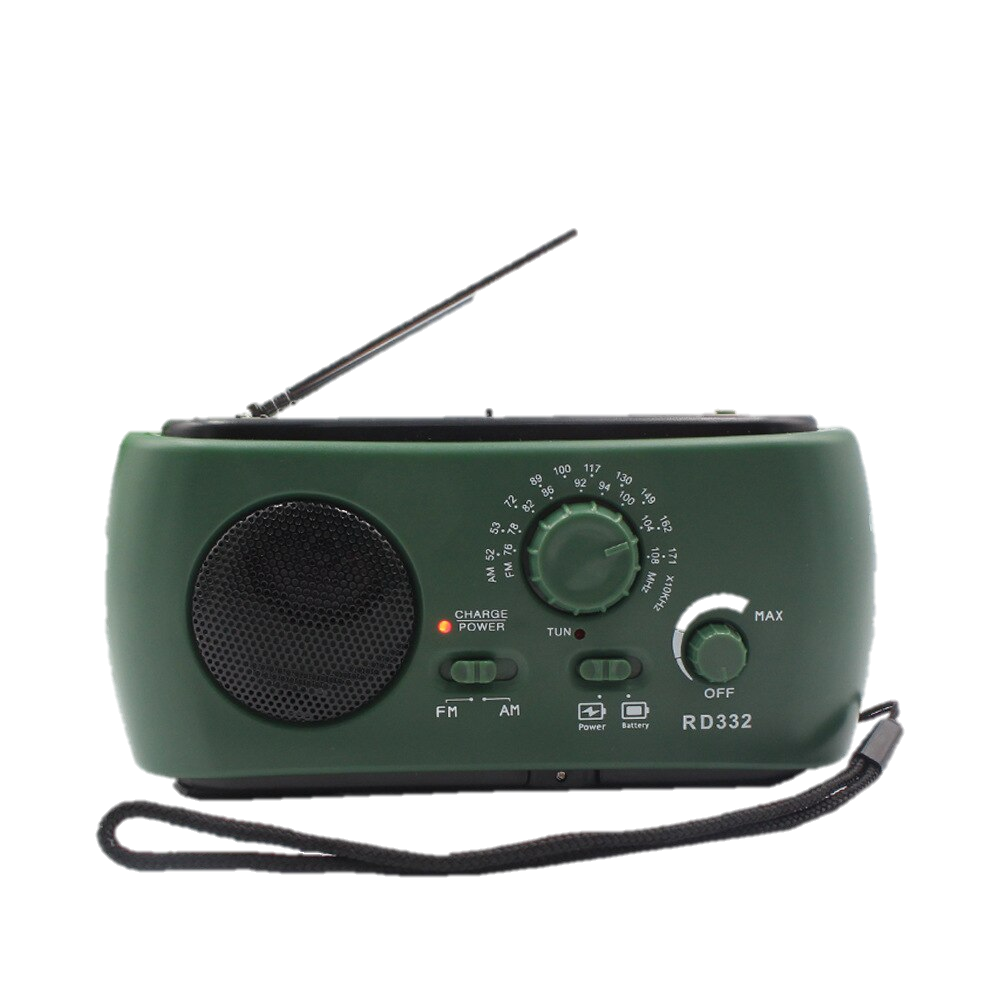 AM 52 53 72 89 100 117 130 149 162 171 X10KHz
FM 76 78 82 86 92 94 100 104 108 MHz
CHARGE
POWER
TUN
MAX
OFF
FM AM
Power Battery
RD332